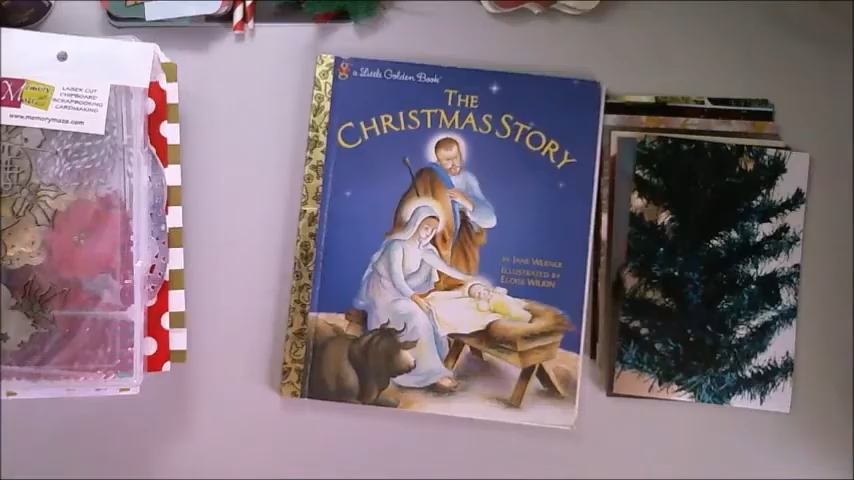 a Little Golden Book
THE
CHRISTMAS STORY
BY JANE WERNER
ILLUSTRATED BY
ELOISE WILKIN
LASER CUT
CHIPBOARD
SCRAPBOOKING
CARDMAKING
www.memorymaze.com